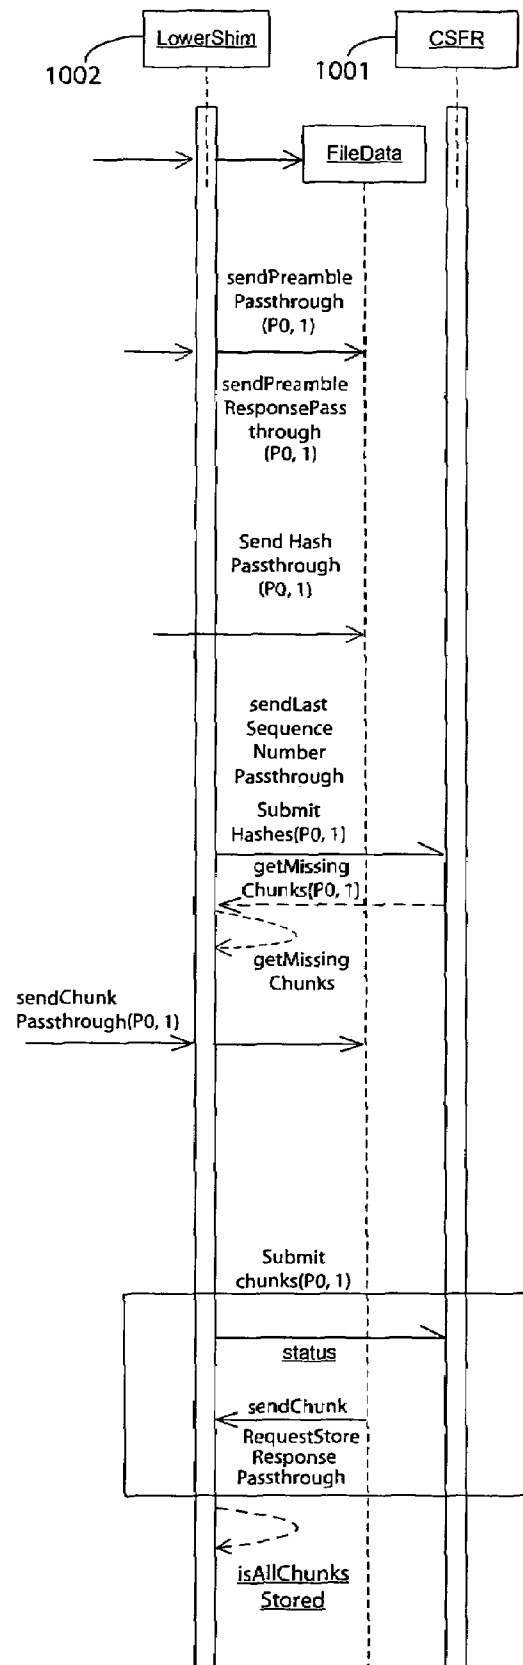 LowerShim
CSFR
1002
1001
FileData
sendPreamble
Passthrough
(P0, 1)
sendPreamble
ResponsePass
through
(P0, 1)
Send Hash
Passthrough
(P0, 1)
sendLast
Sequence
Number
Passthrough
Submit
Hashes(P0, 1)
getMissing
Chunks(P0, 1)
getMissing
Chunks
sendChunk
Passthrough(P0, 1)
Submit
chunks(P0, 1)
status
sendChunk
RequestStore
Response
Passthrough
isAllChunks
Stored